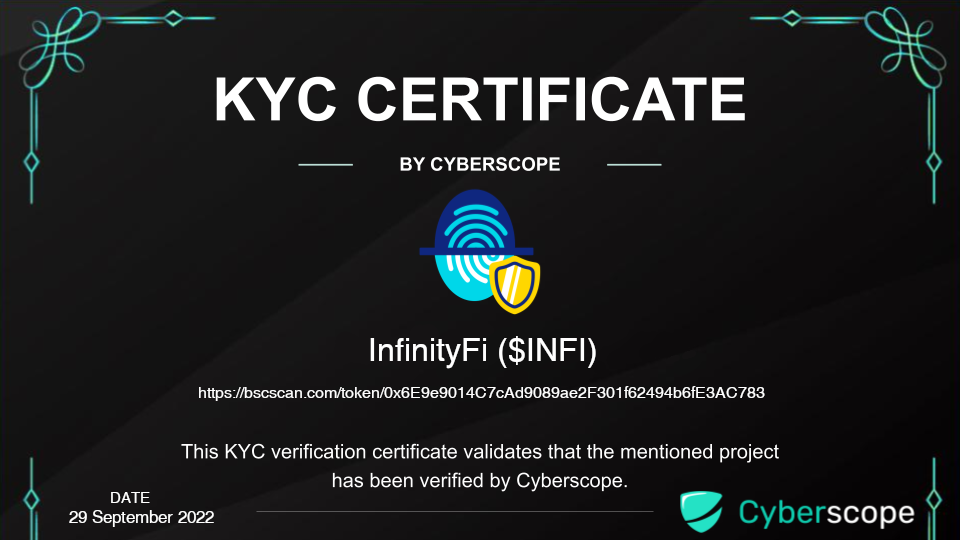 KYC CERTIFICATE
BY CYBERSCOPE
InfinityFi ($INFI)
https://bscscan.com/token/0x6E9e9014C7cAd9089ae2F301f62494b6fE3AC783
This KYC verification certificate validates that the mentioned project
has been verified by Cyberscope.
DATE
29 September 2022
Cyberscope